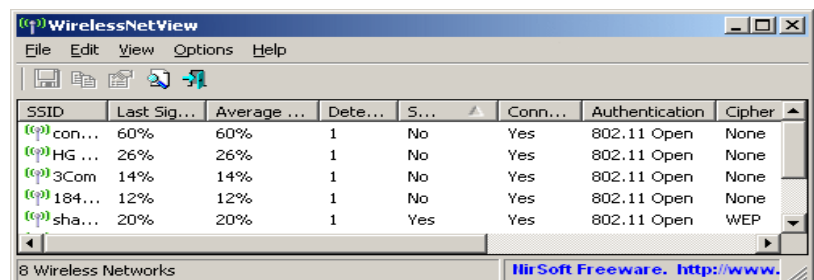 WirelessNetView
File Edit View Options Help
SSID Last Sig... Average ... Dete... S... Conn... Authentication Cipher
con... 60% 60% 1 No Yes 802.11 Open None
HG ... 26% 26% 1 No Yes 802.11 Open None
3Com 14% 14% 1 No Yes 802.11 Open None
184... 12% 12% 1 No Yes 802.11 Open None
sha... 20% 20% 1 Yes Yes 802.11 Open WEP
8 Wireless Networks NirSoft Freeware. http://www.